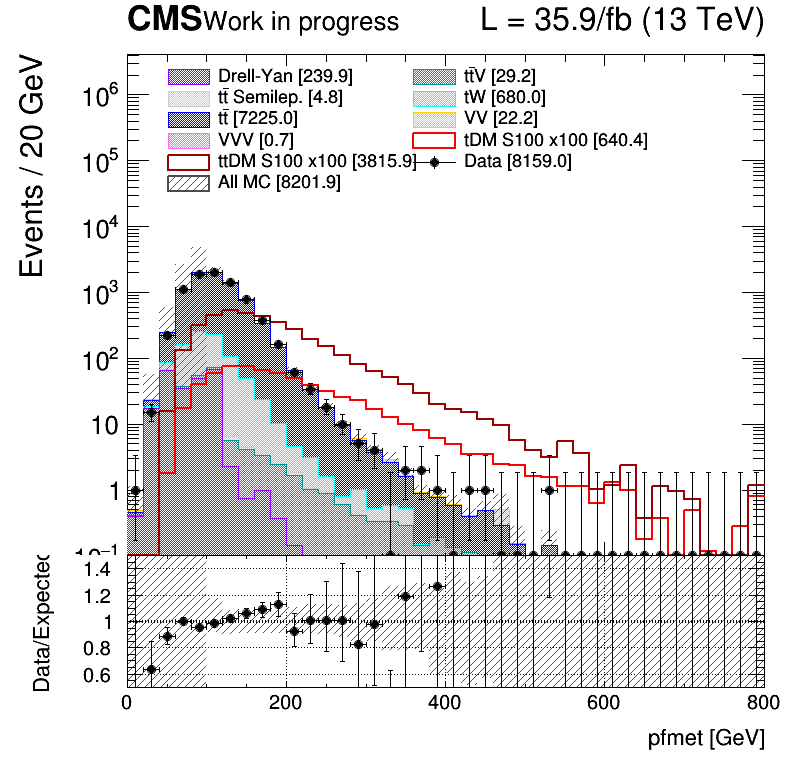 CMS Work in progress L = 35.9/fb (13 TeV)
Events / 20 GeV
Drell-Yan [239.9] tt̄V [29.2]
tt̄ Semilep. [4.8] tW [680.0]
tt̄ [7225.0] VV [22.2]
VVV [0.7] tDM S100 x100 [640.4]
ttDM S100 x100 [3815.9] Data [8159.0]
All MC [8201.9]
10⁶
10⁵
10⁴
10³
10²
10
1
10⁻¹
Data/Expected
1.4
1.2
1
0.8
0.6
0 200 400 600 800
pfmet [GeV]